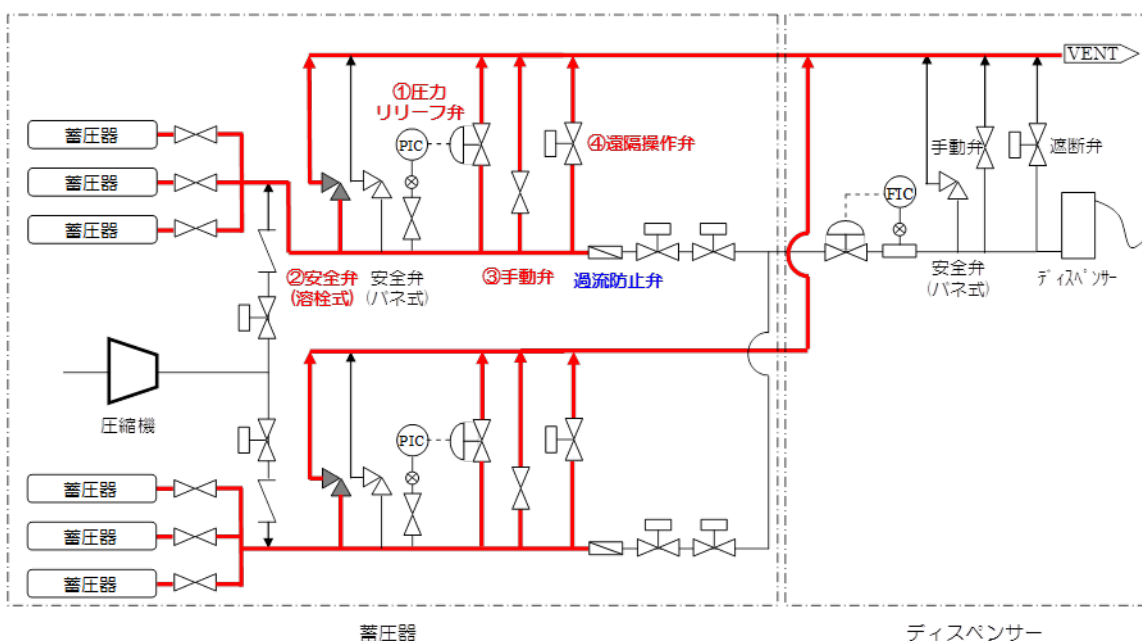 VENT
①圧力
リリーフ弁
蓄圧器
PIC
④遠隔操作弁
手動弁
遮断弁
蓄圧器
FIC
蓄圧器
②安全弁
(溶栓式)
安全弁
(バネ式)
③手動弁
過流防止弁
安全弁
(バネ式)
ディスペンサー
圧縮機
PIC
蓄圧器
蓄圧器
蓄圧器
蓄圧器
ディスペンサー